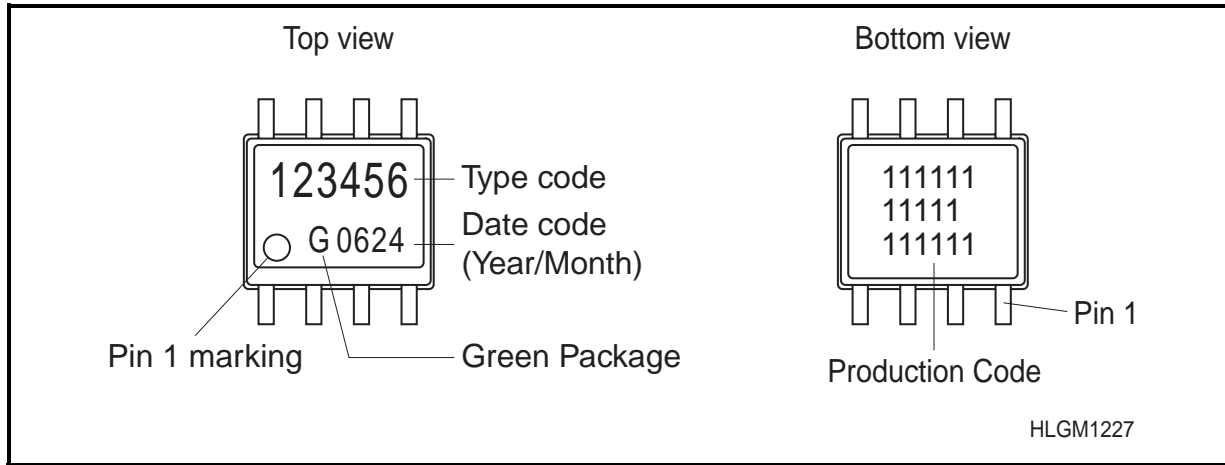 Top view
Bottom view
123456
Type code
G 0624
Date code
(Year/Month)
Pin 1 marking
Green Package
111111
11111
111111
Pin 1
Production Code
HLGM1227